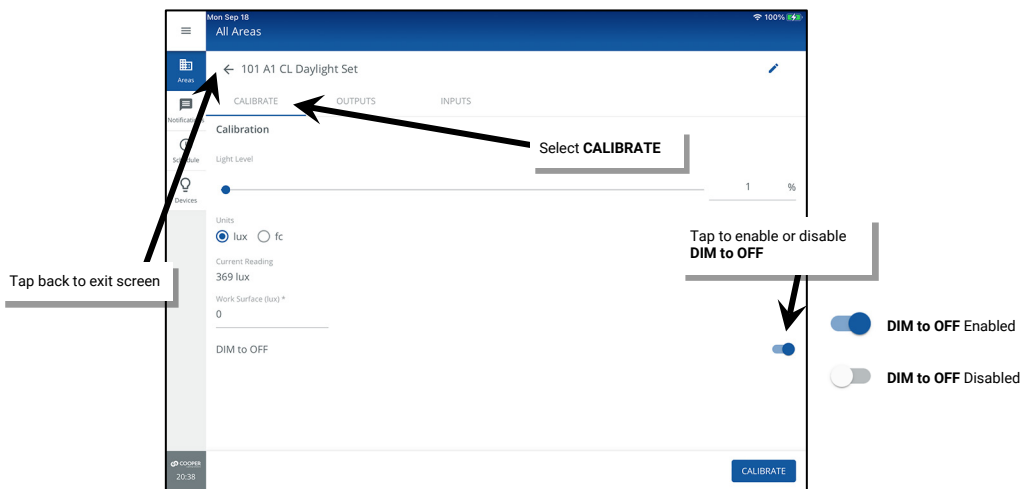 Mon Sep 18
100%
All Areas
Areas
101 A1 CL Daylight Set
CALIBRATE OUTPUTS INPUTS
Notifications
Calibration
Select CALIBRATE
Schedule
Light Level
1 %
Devices
Units
lux fc
Tap to enable or disable
DIM to OFF
Current Reading
369 lux
Tap back to exit screen
Work Surface (lux) *
0
DIM to OFF Enabled
DIM to OFF
DIM to OFF Disabled
COOPER
20:38
CALIBRATE